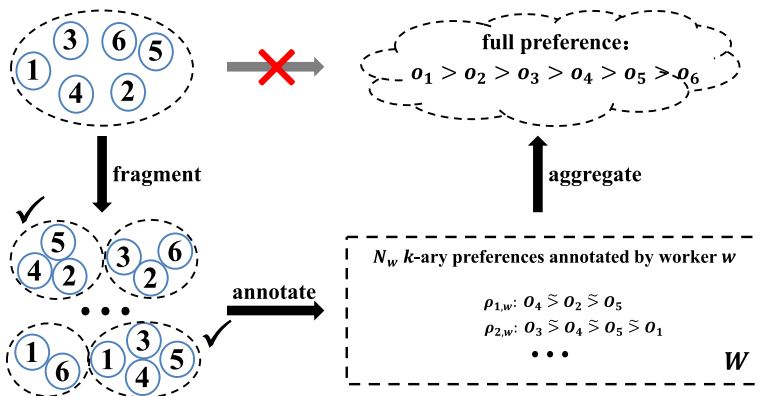 3 6 5
1
4 2
full preference:
o₁ > o₂ > o₃ > o₄ > o₅ > o₆
fragment
aggregate
5
4 2
3 6
2
• • •
1
6
3
1 5
4
annotate
N_w k-ary preferences annotated by worker w
ρ₁,w: o₄ ≳ o₂ ≳ o₅
ρ₂,w: o₃ ≳ o₄ ≳ o₅ ≳ o₁
• • •
W